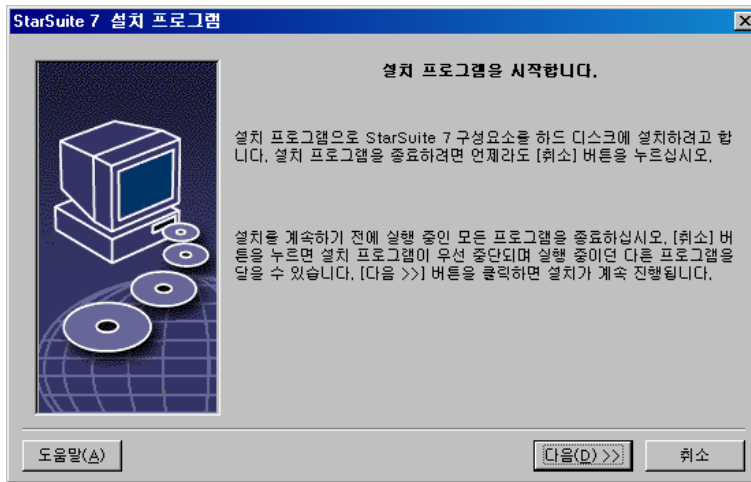 StarSuite 7 설치 프로그램
설치 프로그램을 시작합니다.
설치 프로그램으로 StarSuite 7 구성요소를 하드 디스크에 설치하려고 합
니다. 설치 프로그램을 종료하려면 언제라도 [취소] 버튼을 누르십시오.
설치를 계속하기 전에 실행 중인 모든 프로그램을 종료하십시오. [취소] 버
튼을 누르면 설치 프로그램이 우선 중단되며 실행 중이던 다른 프로그램을
닫을 수 있습니다. [다음 >>] 버튼을 클릭하면 설치가 계속 진행됩니다.
도움말(A)
다음(D) >>
취소